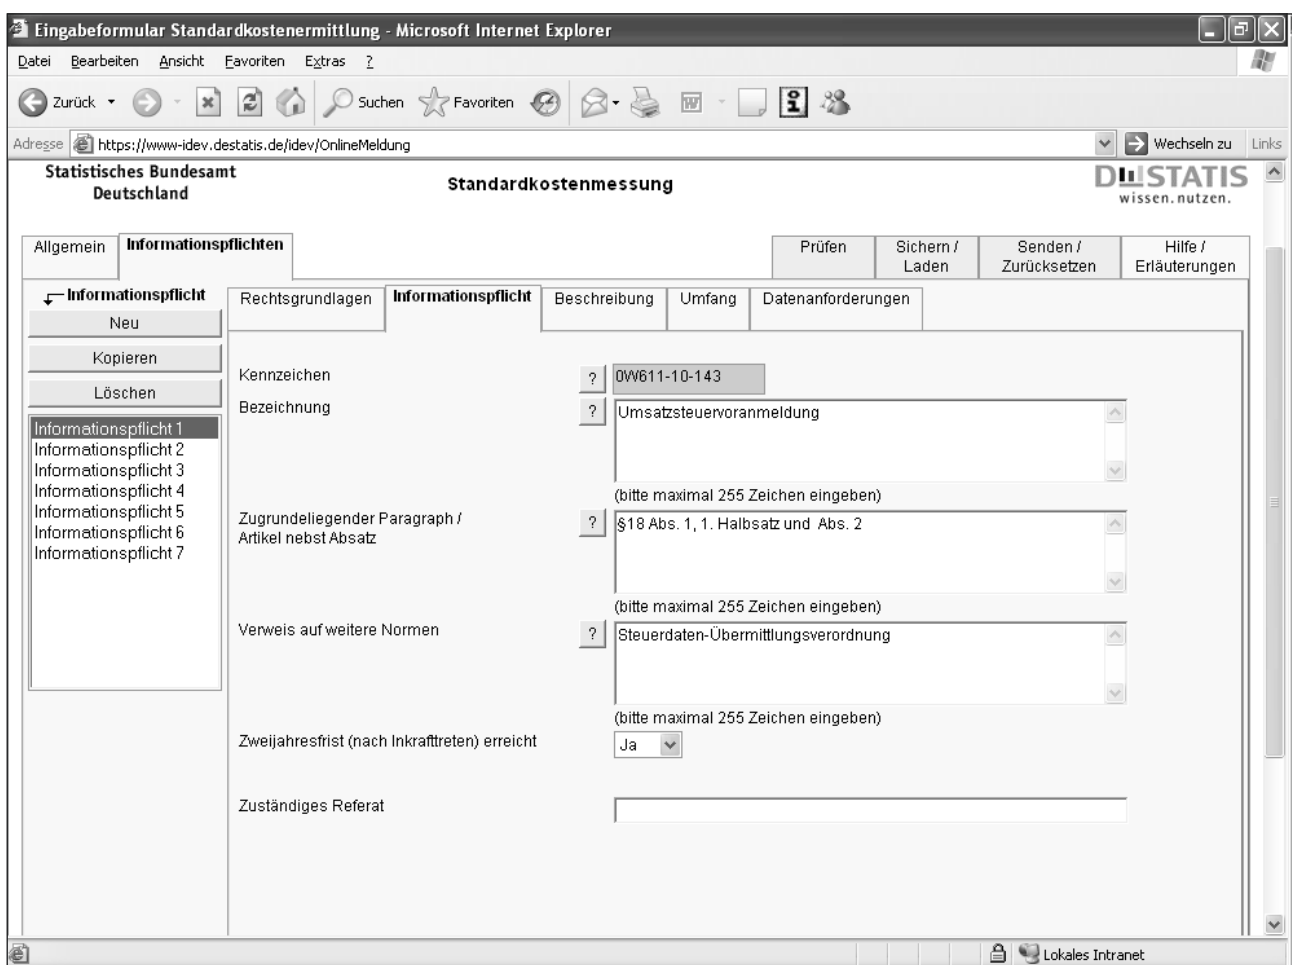 Eingabeformular Standardkostenermittlung - Microsoft Internet Explorer
Datei Bearbeiten Ansicht Favoriten Extras ?
Zurück Suchen Favoriten
Adresse https://www-idev.destatis.de/idev/OnlineMeldung Wechseln zu Links
Statistisches Bundesamt
Deutschland
Standardkostenmessung
DESTATIS
wissen.nutzen.
Allgemein Informationspflichten
Prüfen
Sichern /
Laden
Senden /
Zurücksetzen
Hilfe /
Erläuterungen
Informationspflicht
Neu
Kopieren
Löschen
Informationspflicht 1
Informationspflicht 2
Informationspflicht 3
Informationspflicht 4
Informationspflicht 5
Informationspflicht 6
Informationspflicht 7
Rechtsgrundlagen Informationspflicht Beschreibung Umfang Datenanforderungen
Kennzeichen ? 0W611-10-143
Bezeichnung ? Umsatzsteuervoranmeldung
(bitte maximal 255 Zeichen eingeben)
Zugrundeliegender Paragraph /
Artikel nebst Absatz
? §18 Abs. 1, 1. Halbsatz und Abs. 2
(bitte maximal 255 Zeichen eingeben)
Verweis auf weitere Normen ? Steuerdaten-Übermittlungsverordnung
(bitte maximal 255 Zeichen eingeben)
Zweijahresfrist (nach Inkrafttreten) erreicht Ja
Zuständiges Referat
Lokales Intranet